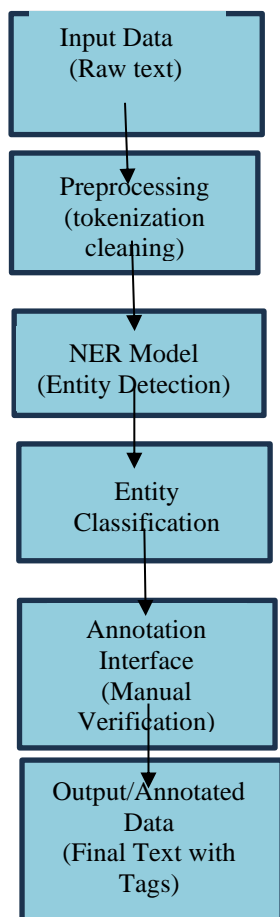 Input Data
(Raw text)
Preprocessing
(tokenization
cleaning)
NER Model
(Entity Detection)
Entity
Classification
Annotation
Interface
(Manual
Verification)
Output/Annotated
Data
(Final Text with
Tags)